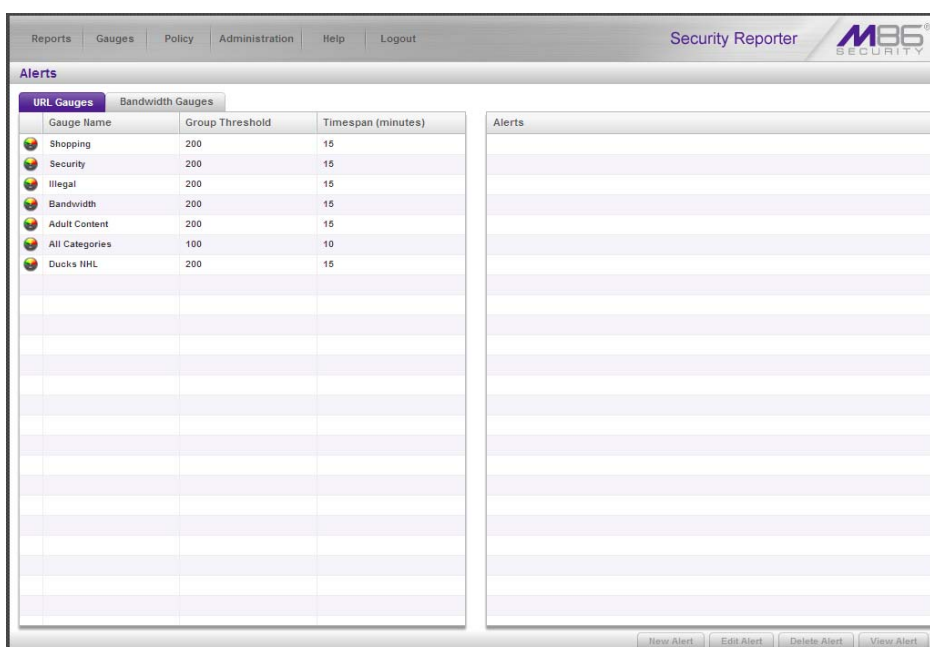 Reports Gauges Policy Administration Help Logout Security Reporter M86® SECURITY
Alerts
URL Gauges Bandwidth Gauges
Gauge Name Group Threshold Timespan (minutes) Alerts
Shopping 200 15
Security 200 15
Illegal 200 15
Bandwidth 200 15
Adult Content 200 15
All Categories 100 10
Ducks NHL 200 15
New Alert Edit Alert Delete Alert View Alert